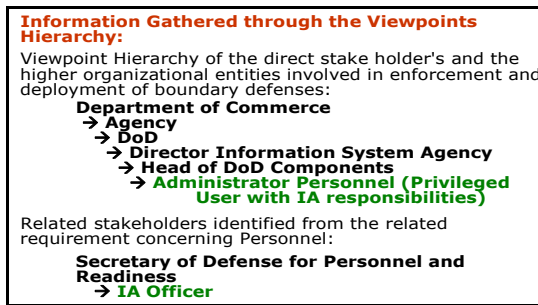 Information Gathered through the Viewpoints
Hierarchy:
Viewpoint Hierarchy of the direct stake holder's and the
higher organizational entities involved in enforcement and
deployment of boundary defenses:
Department of Commerce
→ Agency
→ DoD
→ Director Information System Agency
→ Head of DoD Components
→ Administrator Personnel (Privileged
User with IA responsibilities)
Related stakeholders identified from the related
requirement concerning Personnel:
Secretary of Defense for Personnel and
Readiness
→ IA Officer